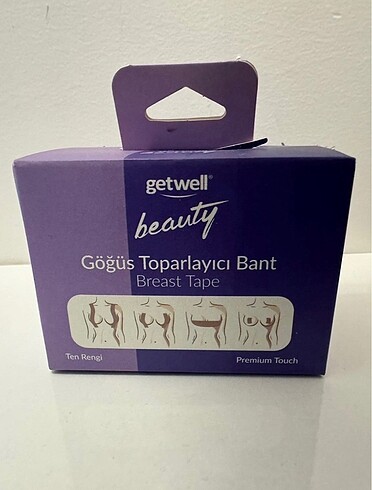 getwell®
beauty
Göğüs Toparlayıcı Bant
Breast Tape
Ten Rengi
Premium Touch